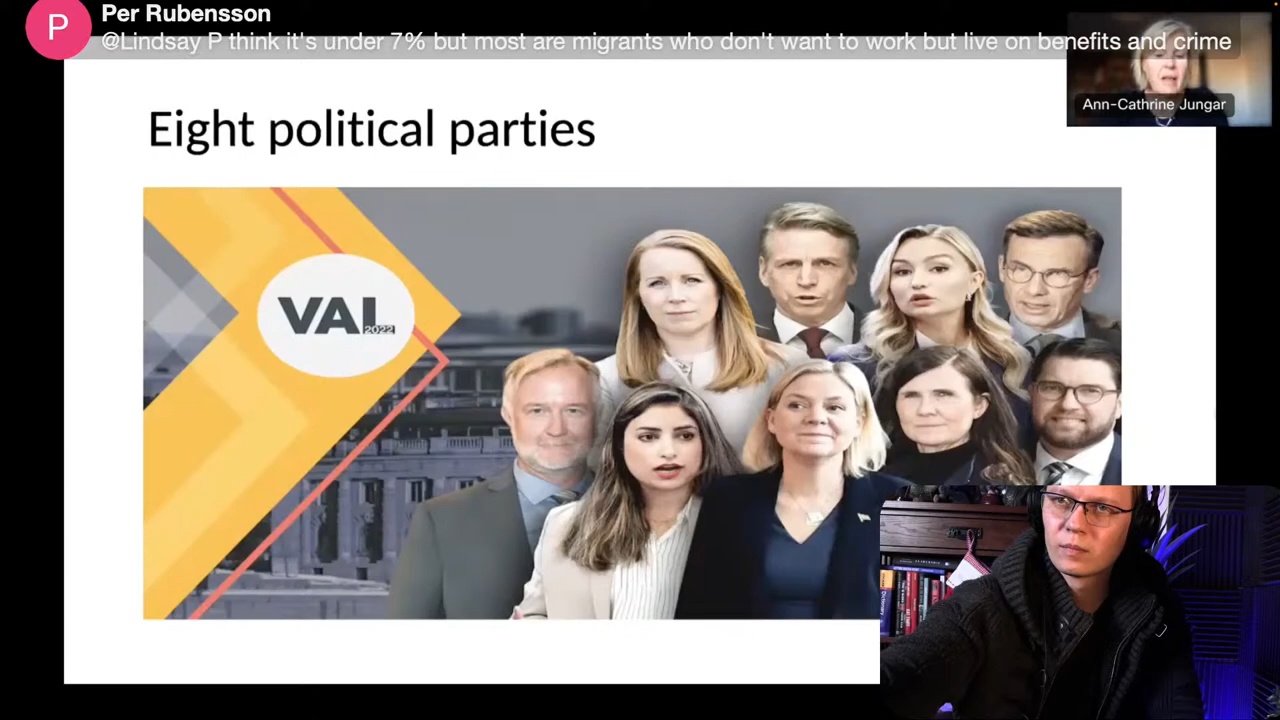 P
Per Rubensson
@Lindsay P think it's under 7% but most are migrants who don't want to work but live on benefits and crime
Ann-Cathrine Jungar
Eight political parties
VAL
2022